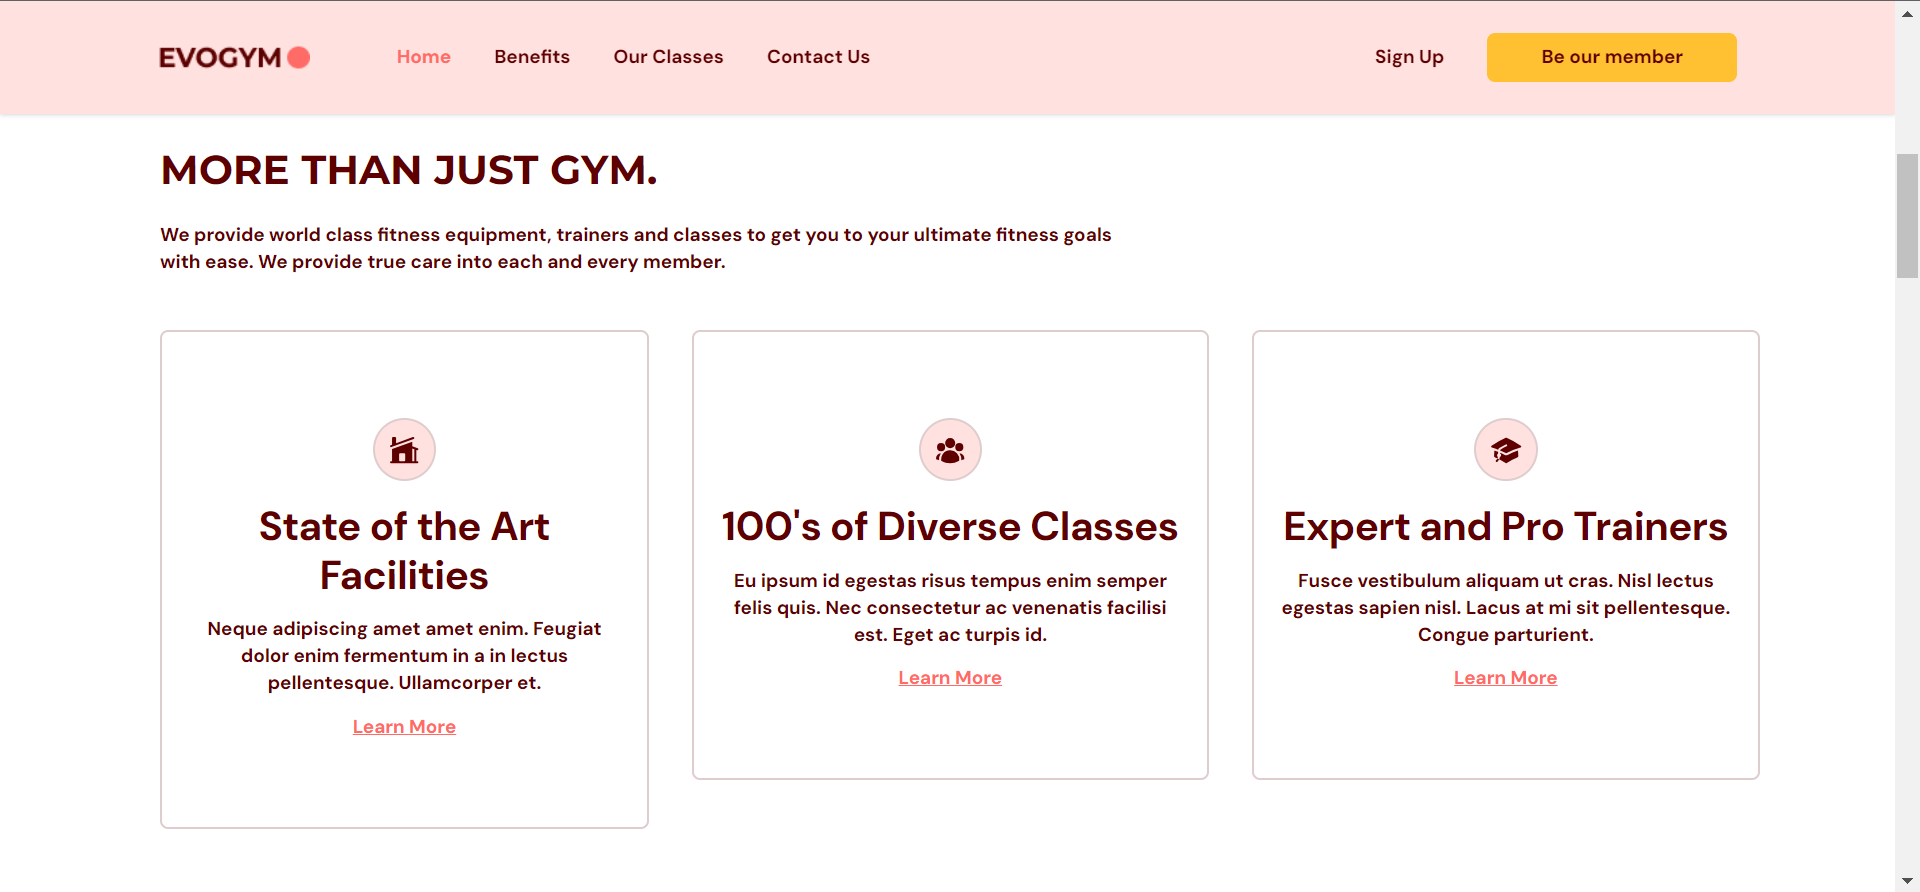 EVOGYM
Home
Benefits
Our Classes
Contact Us
Sign Up
Be our member
MORE THAN JUST GYM.
We provide world class fitness equipment, trainers and classes to get you to your ultimate fitness goals
with ease. We provide true care into each and every member.
State of the Art
Facilities
Neque adipiscing amet amet enim. Feugiat
dolor enim fermentum in a in lectus
pellentesque. Ullamcorper et.
Learn More
100's of Diverse Classes
Eu ipsum id egestas risus tempus enim semper
felis quis. Nec consectetur ac venenatis facilisi
est. Eget ac turpis id.
Learn More
Expert and Pro Trainers
Fusce vestibulum aliquam ut cras. Nisl lectus
egestas sapien nisl. Lacus at mi sit pellentesque.
Congue parturient.
Learn More